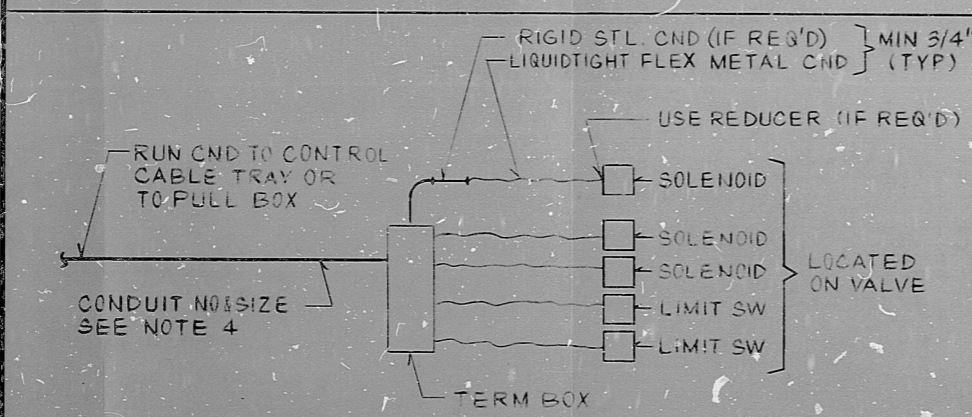 RIGID STL. CND (IF REQ'D)
LIQUIDTIGHT FLEX METAL CND
MIN 3/4"
(TYP)
USE REDUCER (IF REQ'D)
RUN CND TO CONTROL
CABLE TRAY OR
TO PULL BOX
SOLENOID
SOLENOID
SOLENOID
LIMIT SW
LIMIT SW
LOCATED
ON VALVE
CONDUIT NO&SIZE
SEE NOTE 4
TERM BOX